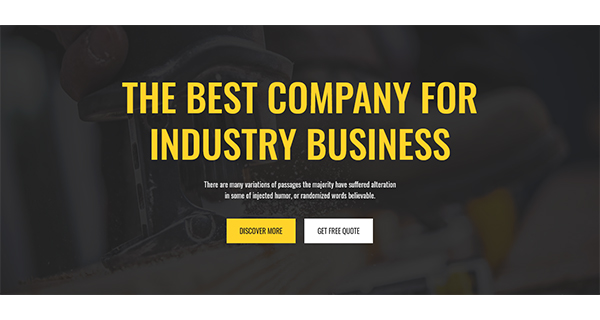 THE BEST COMPANY FOR
INDUSTRY BUSINESS
There are many variations of passages the majority have suffered alteration
in some of injected humor, or randomized words believable.
DISCOVER MORE
GET FREE QUOTE